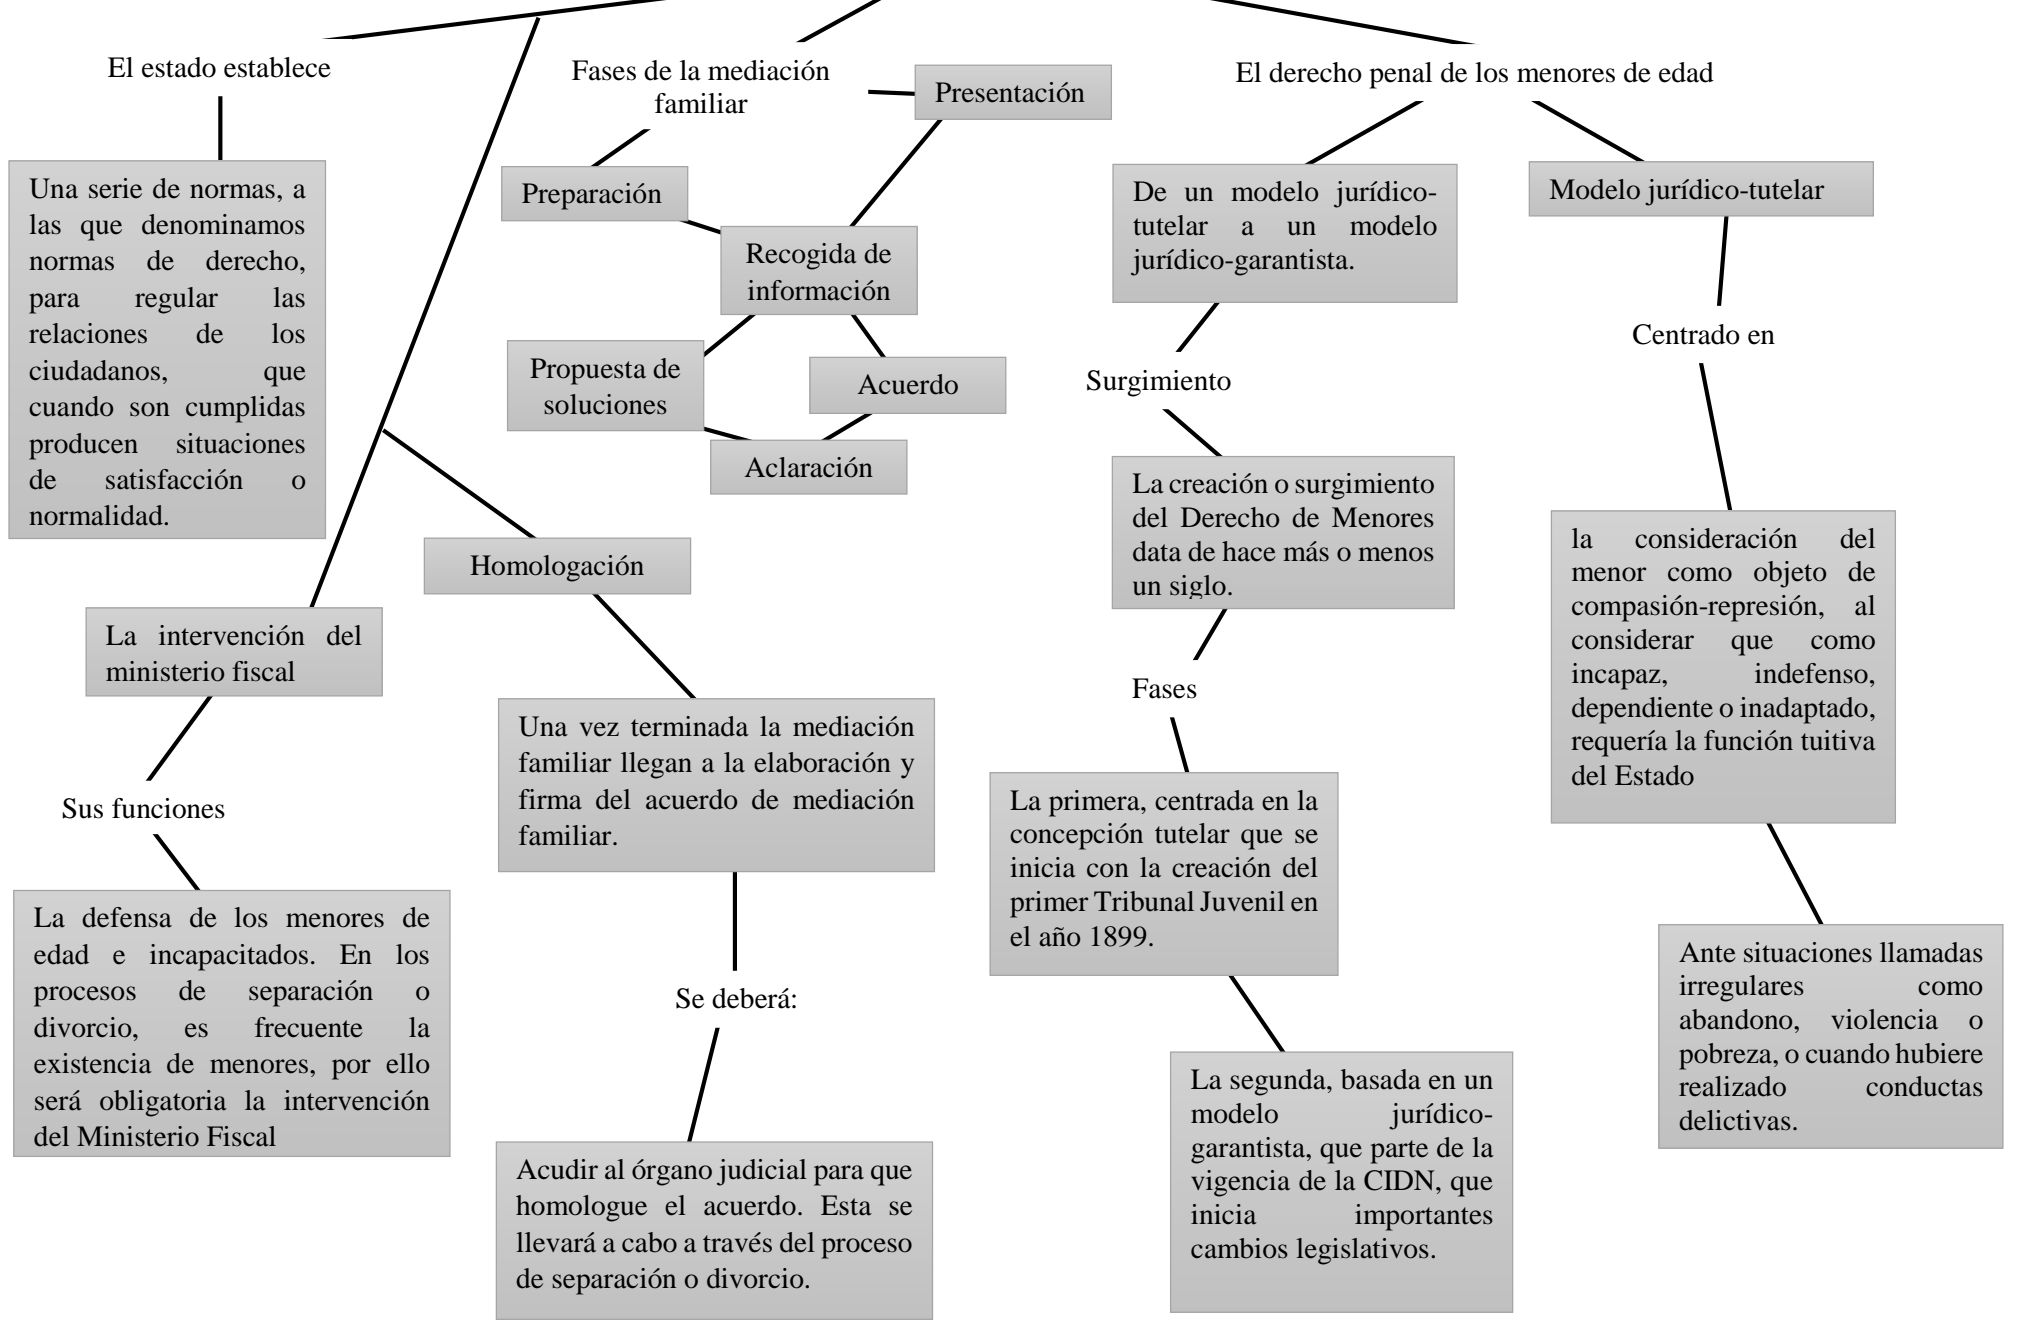 El estado establece
Una serie de normas, a
las que denominamos
normas de derecho,
para regular las
relaciones de los
ciudadanos, que
cuando son cumplidas
producen situaciones
de satisfacción o
normalidad.
La intervención del
ministerio fiscal
Sus funciones
La defensa de los menores de
edad e incapacitados. En los
procesos de separación o
divorcio, es frecuente la
existencia de menores, por ello
será obligatoria la intervención
del Ministerio Fiscal
Fases de la mediación
familiar
Presentación
Preparación
Recogida de
información
Propuesta de
soluciones
Acuerdo
Aclaración
Homologación
Una vez terminada la mediación
familiar llegan a la elaboración y
firma del acuerdo de mediación
familiar.
Se deberá:
Acudir al órgano judicial para que
homologue el acuerdo. Esta se
llevará a cabo a través del proceso
de separación o divorcio.
El derecho penal de los menores de edad
De un modelo jurídico-
tutelar a un modelo
jurídico-garantista.
Surgimiento
La creación o surgimiento
del Derecho de Menores
data de hace más o menos
un siglo.
Fases
La primera, centrada en la
concepción tutelar que se
inicia con la creación del
primer Tribunal Juvenil en
el año 1899.
La segunda, basada en un
modelo jurídico-
garantista, que parte de la
vigencia de la CIDN, que
inicia importantes
cambios legislativos.
Modelo jurídico-tutelar
Centrado en
la consideración del
menor como objeto de
compasión-represión, al
considerar que como
incapaz, indefenso,
dependiente o inadaptado,
requería la función tuitiva
del Estado
Ante situaciones llamadas
irregulares como
abandono, violencia o
pobreza, o cuando hubiere
realizado conductas
delictivas.